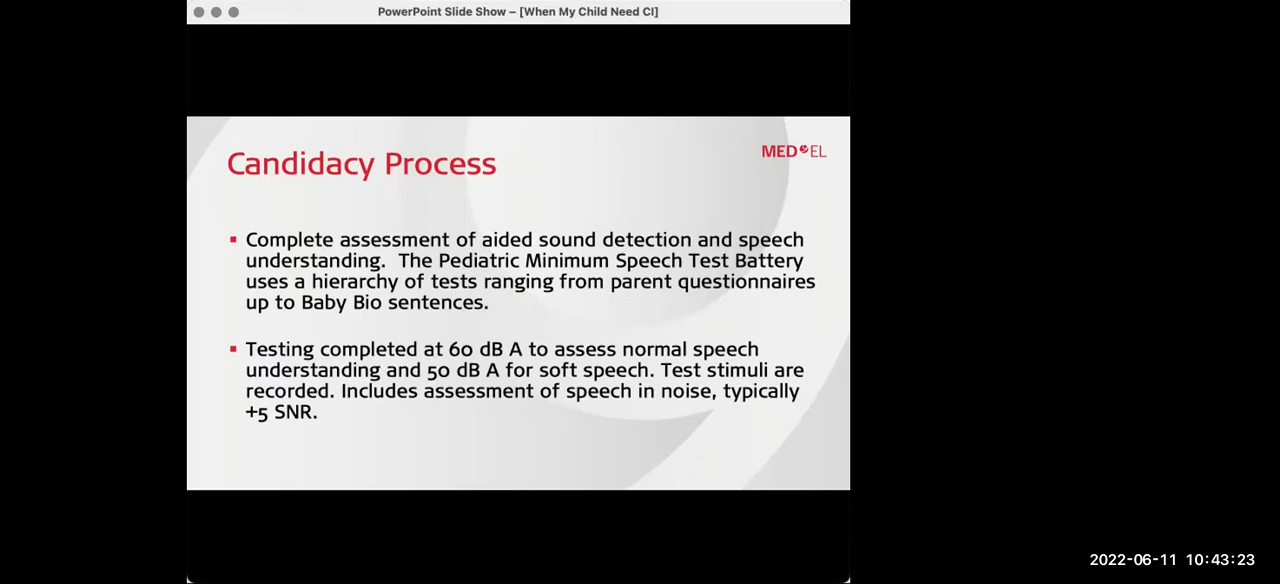 PowerPoint Slide Show – [When My Child Need CI]
Candidacy Process
MED EL
▪ Complete assessment of aided sound detection and speech
understanding.  The Pediatric Minimum Speech Test Battery
uses a hierarchy of tests ranging from parent questionnaires
up to Baby Bio sentences.
▪ Testing completed at 60 dB A to assess normal speech
understanding and 50 dB A for soft speech. Test stimuli are
recorded. Includes assessment of speech in noise, typically
+5 SNR.
2022-06-11 10:43:23